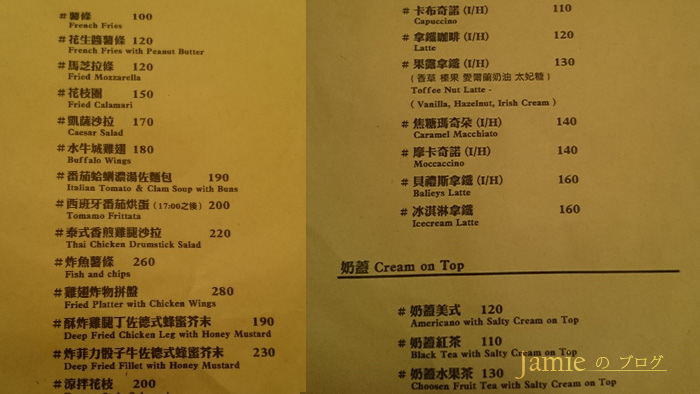 #薯條 100
French Fries
#花生醬薯條 120
French Fries with Peanut Butter
#馬芝拉條 120
Fried Mozzarella
#花枝圈 150
Fried Calamari
#凱薩沙拉 170
Caesar Salad
#水牛城雞翅 180
Buffalo Wings
#番茄蛤蜊濃湯佐麵包 190
Italian Tomato & Clam Soup with Buns
#西班牙番茄烘蛋(17:00之後) 200
Tomamo Frittata
#泰式香煎雞腿沙拉 220
Thai Chicken Drumstick Salad
#炸魚薯條 260
Fish and chips
#雞翅炸物拼盤 280
Fried Platter with Chicken Wings
#酥炸雞腿丁佐德式蜂蜜芥末 190
Deep Fried Chicken Leg with Honey Mustard
#炸菲力骰子牛佐德式蜂蜜芥末 230
Deep Fried Fillet with Honey Mustard
#涼拌花枝 200
#卡布奇諾(I/H) 110
Capuccino
#拿鐵咖啡(I/H) 120
Latte
#果露拿鐵(I/H) 130
(香草 榛果 愛爾蘭奶油 太妃糖)
Toffee Nut Latte -
( Vanilla, Hazelnut, Irish Cream )
#焦糖瑪奇朵(I/H) 140
Caramel Macchiato
#摩卡奇諾(I/H) 140
Moccaccino
#貝禮斯拿鐵(I/H) 160
Balieys Latte
#冰淇淋拿鐵 160
Icecream Latte
奶蓋 Cream on Top
#奶蓋美式 120
Americano with Salty Cream on Top
#奶蓋紅茶 110
Black Tea with Salty Cream on Top
#奶蓋水果茶 130
Choosen Fruit Tea with Salty Cream on Top
Jamie の ブログ